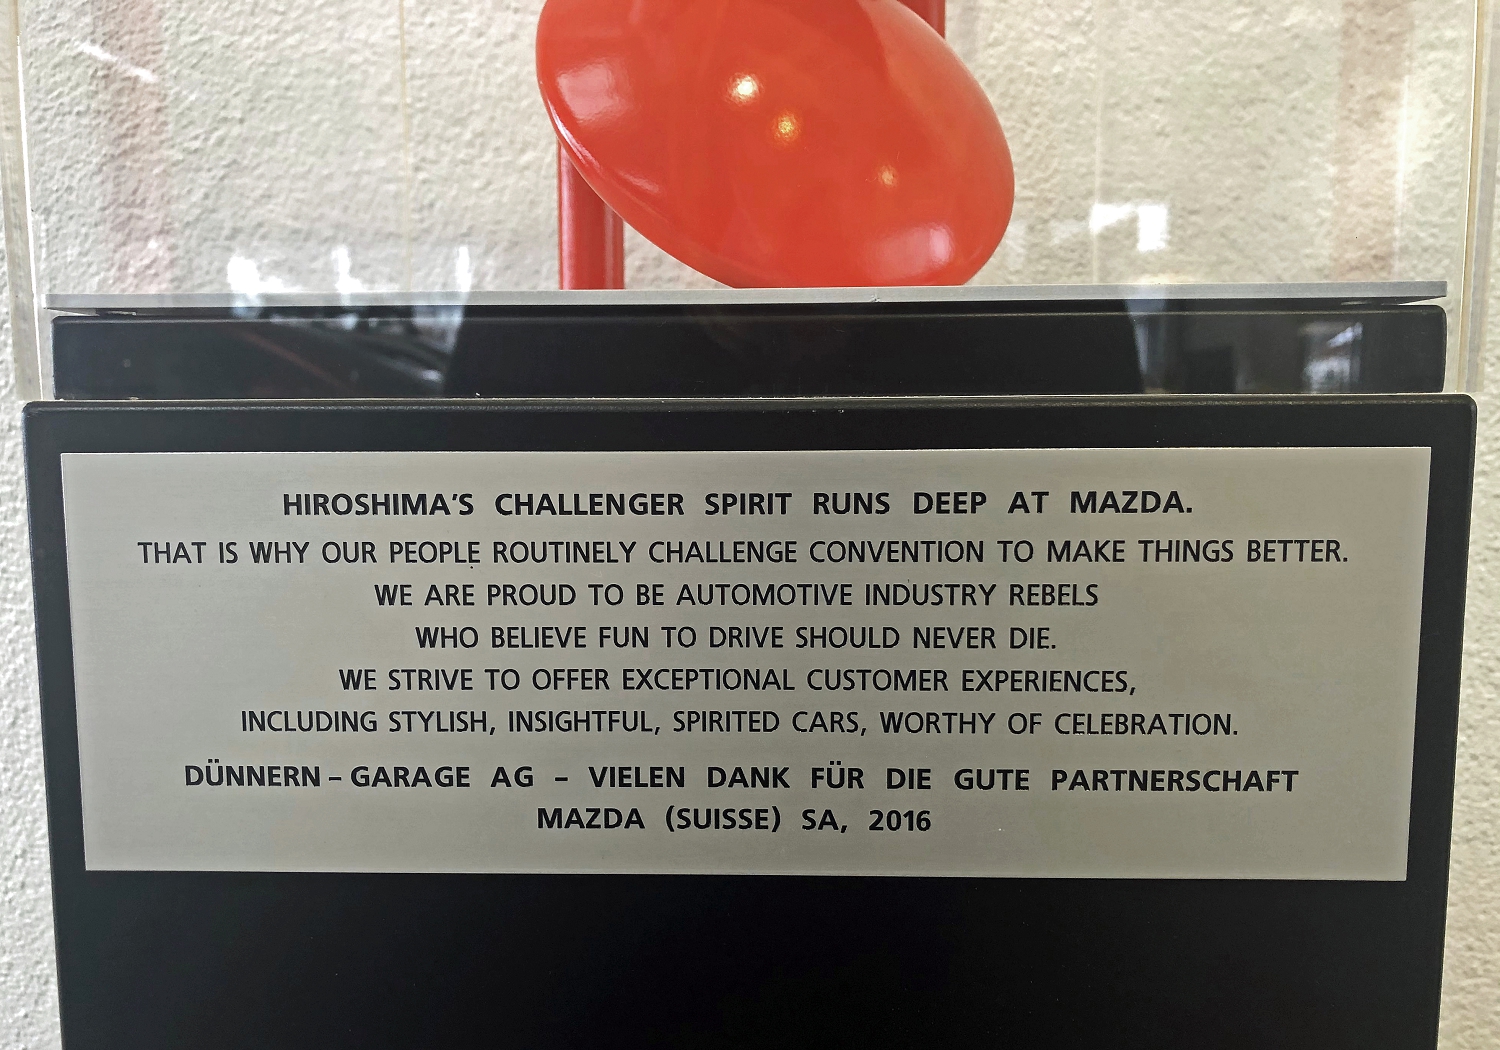 HIROSHIMA'S CHALLENGER SPIRIT RUNS DEEP AT MAZDA.
THAT IS WHY OUR PEOPLE ROUTINELY CHALLENGE CONVENTION TO MAKE THINGS BETTER.
WE ARE PROUD TO BE AUTOMOTIVE INDUSTRY REBELS
WHO BELIEVE FUN TO DRIVE SHOULD NEVER DIE.
WE STRIVE TO OFFER EXCEPTIONAL CUSTOMER EXPERIENCES,
INCLUDING STYLISH, INSIGHTFUL, SPIRITED CARS, WORTHY OF CELEBRATION.
DÜNNERN – GARAGE AG – VIELEN DANK FÜR DIE GUTE PARTNERSCHAFT
MAZDA (SUISSE) SA, 2016